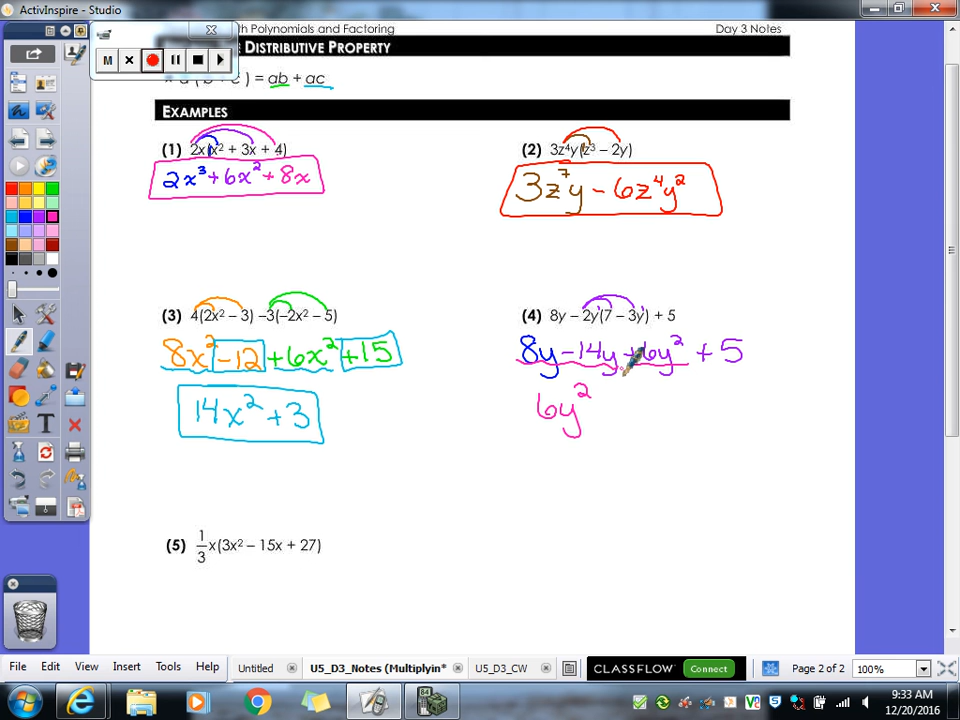 ActivInspire - Studio
th Polynomials and Factoring
Day 3 Notes
E DISTRIBUTIVE PROPERTY
) = ab + ac
EXAMPLES
(1) 2x(x² + 3x + 4)
2x³ + 6x² + 8x
(2) 3z⁴y(z³ – 2y)
3z⁷y – 6z⁴y²
(3) 4(2x² – 3) –3(–2x² – 5)
8x² –12 +6x² +15
14x² + 3
(4) 8y – 2y(7 – 3y) + 5
8y – 14y +6y² + 5
6y²
(5) 1/3 x(3x² – 15x + 27)
File Edit View Insert Tools Help
Untitled
U5_D3_Notes (Multiplyin*
U5_D3_CW
CLASSFLOW Connect
Page 2 of 2
100%
9:33 AM
12/20/2016